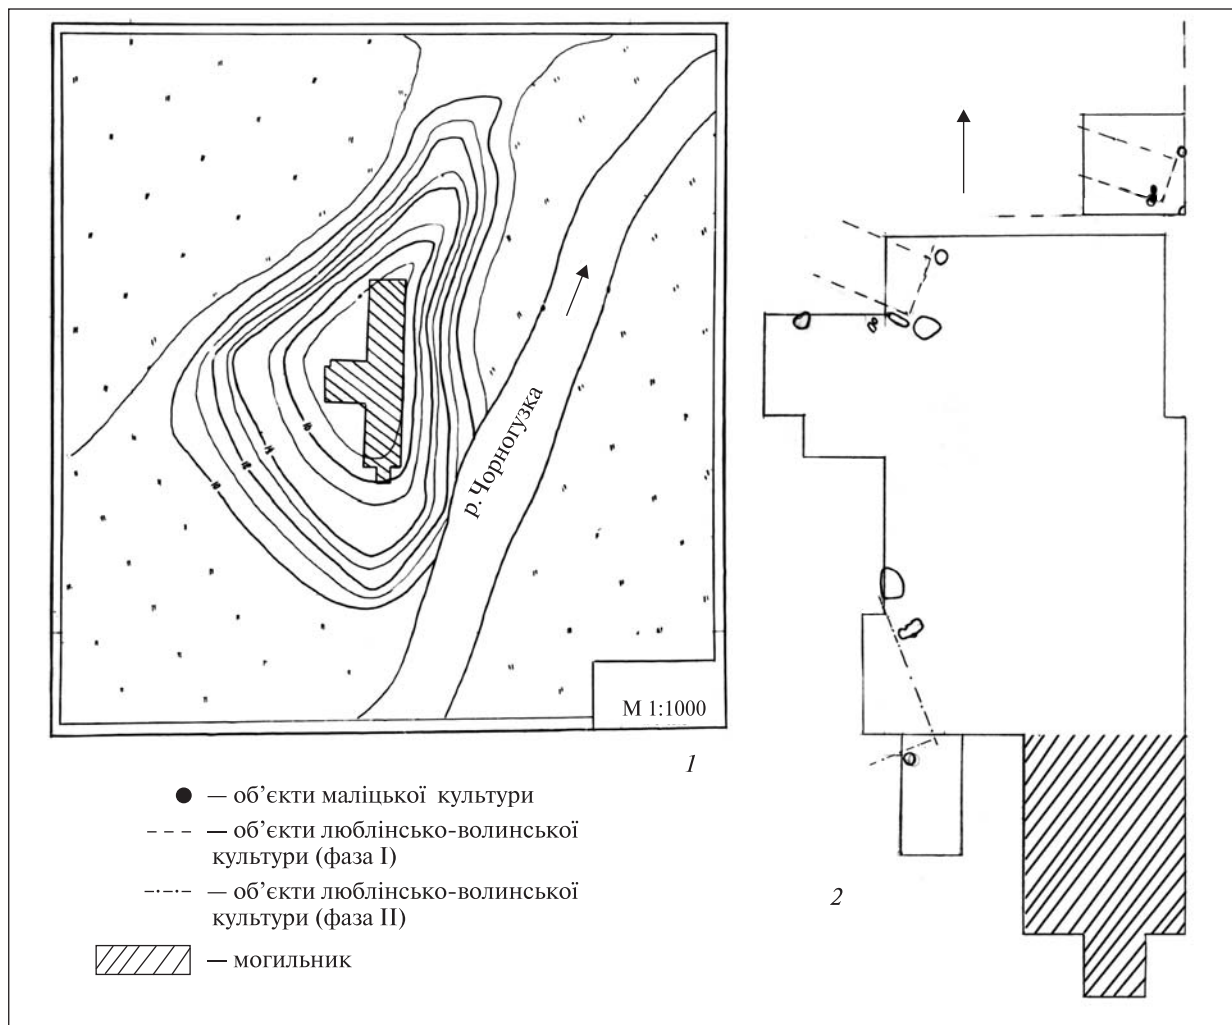 р. Чорногузка
М 1:1000
1
● — об’єкти маліцької культури
– – – — об’єкти люблінсько-волинської
культури (фаза I)
–·–·– — об’єкти люблінсько-волинської
культури (фаза II)
— могильник
2